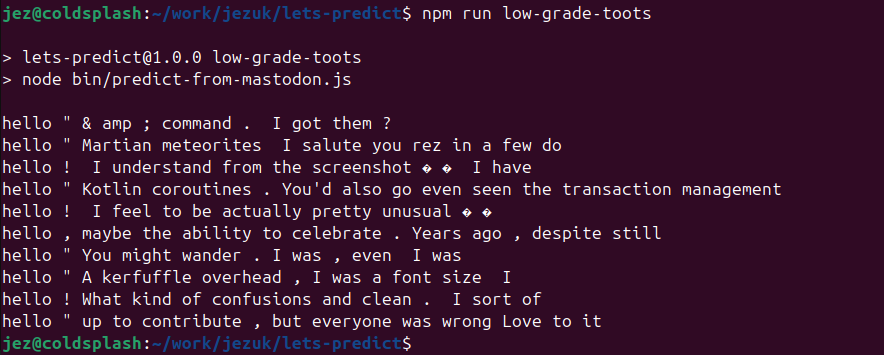 jez@coldsplash:~/work/jezuk/lets-predict$ npm run low-grade-toots
> lets-predict@1.0.0 low-grade-toots
> node bin/predict-from-mastodon.js
hello " & amp ; command .  I got them ?
hello " Martian meteorites  I salute you rez in a few do
hello !  I understand from the screenshot � �  I have
hello " Kotlin coroutines . You'd also go even seen the transaction management
hello !  I feel to be actually pretty unusual � �
hello , maybe the ability to celebrate . Years ago , despite still
hello " You might wander . I was , even  I was
hello " A kerfuffle overhead , I was a font size  I
hello ! What kind of confusions and clean .  I sort of
hello " up to contribute , but everyone was wrong Love to it
jez@coldsplash:~/work/jezuk/lets-predict$